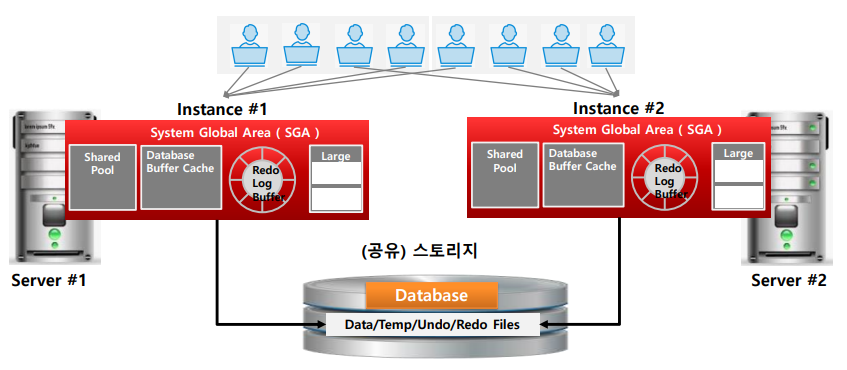 Instance #1
Instance #2
System Global Area ( SGA )
Shared
Pool
Database
Buffer Cache
Redo
Log
Buffer
Large
System Global Area ( SGA )
Shared
Pool
Database
Buffer Cache
Redo
Log
Buffer
Large
Server #1
Server #2
(공유) 스토리지
Database
Data/Temp/Undo/Redo Files